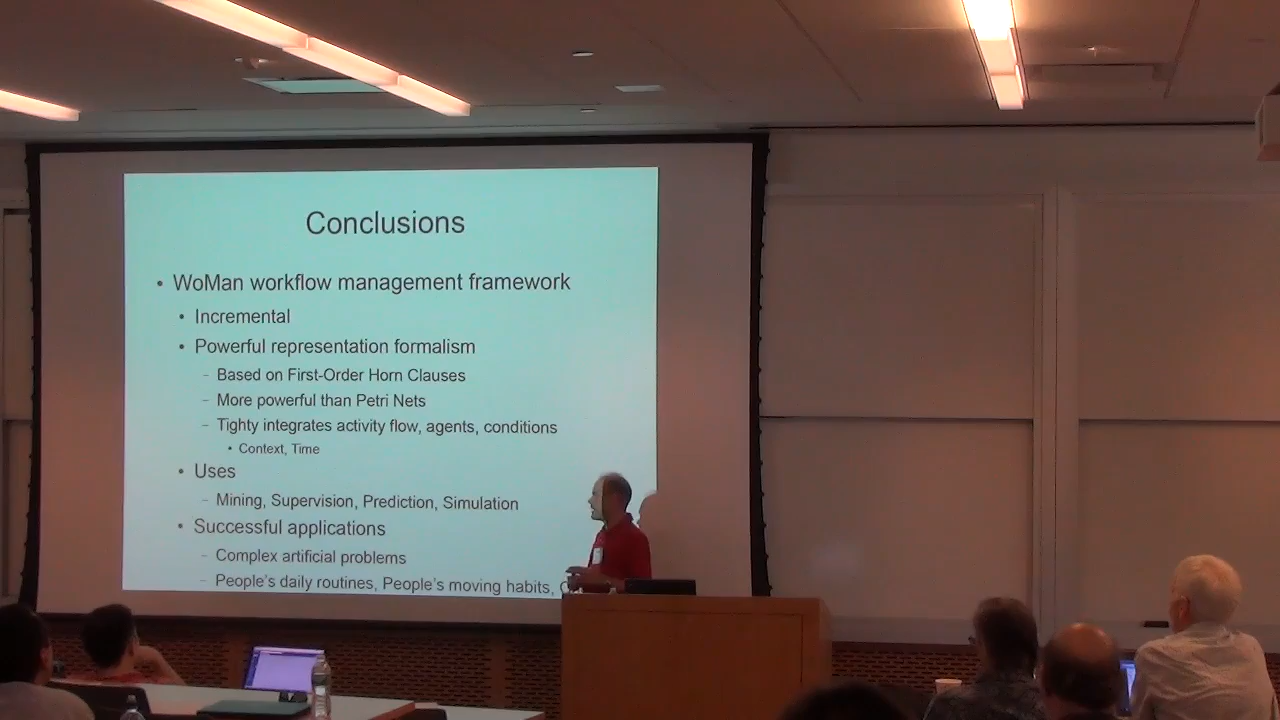 Conclusions
• WoMan workflow management framework
• Incremental
• Powerful representation formalism
– Based on First-Order Horn Clauses
– More powerful than Petri Nets
– Tighty integrates activity flow, agents, conditions
• Context, Time
• Uses
– Mining, Supervision, Prediction, Simulation
• Successful applications
– Complex artificial problems
– People's daily routines, People's moving habits,